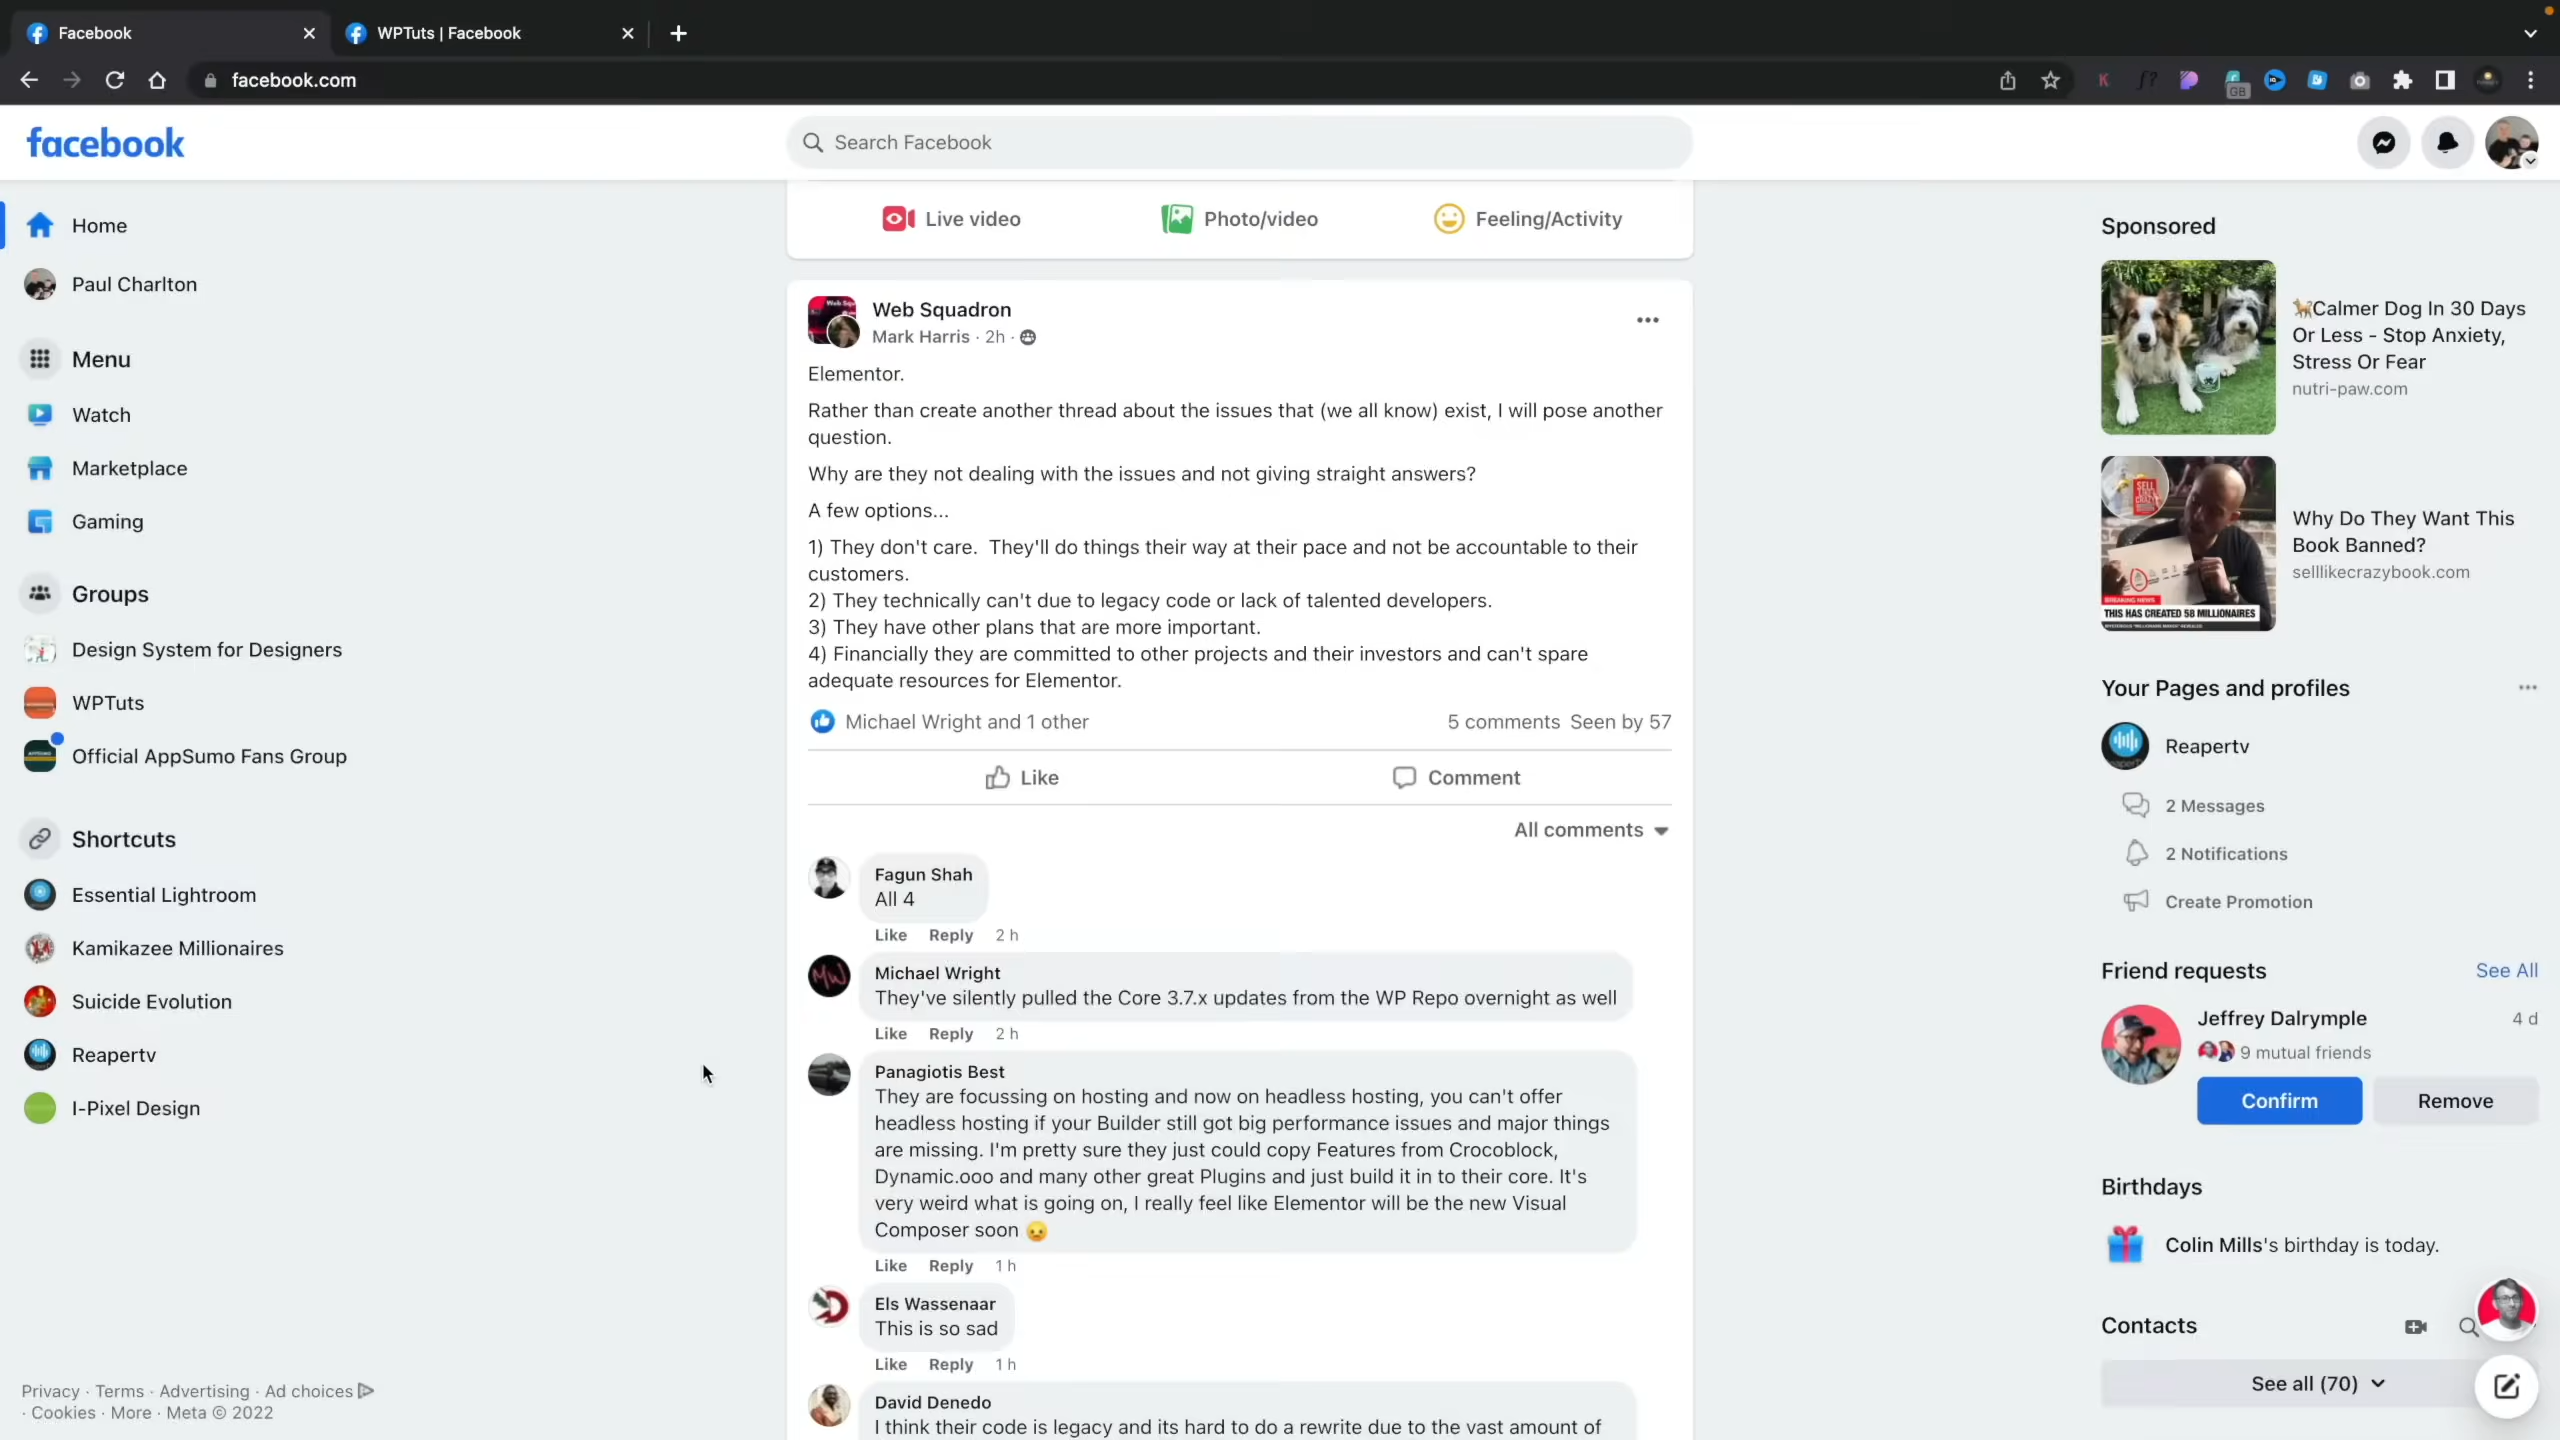 Facebook
WPTuts | Facebook
facebook.com
GB
facebook
Search Facebook
Home
Paul Charlton
Menu
Watch
Marketplace
Gaming
Groups
Design System for Designers
WPTuts
Official AppSumo Fans Group
Shortcuts
Essential Lightroom
Kamikazee Millionaires
Suicide Evolution
Reapertv
I-Pixel Design
Privacy · Terms · Advertising · Ad choices
· Cookies · More · Meta © 2022
Live video
Photo/video
Feeling/Activity
Web Squadron
Mark Harris · 2h ·
Elementor.
Rather than create another thread about the issues that (we all know) exist, I will pose another
question.
Why are they not dealing with the issues and not giving straight answers?
A few options...
1) They don't care.  They'll do things their way at their pace and not be accountable to their
customers.
2) They technically can't due to legacy code or lack of talented developers.
3) They have other plans that are more important.
4) Financially they are committed to other projects and their investors and can't spare
adequate resources for Elementor.
Michael Wright and 1 other
5 comments Seen by 57
Like
Comment
All comments
Fagun Shah
All 4
Like Reply 2 h
Michael Wright
They've silently pulled the Core 3.7.x updates from the WP Repo overnight as well
Like Reply 2 h
Panagiotis Best
They are focussing on hosting and now on headless hosting, you can't offer
headless hosting if your Builder still got big performance issues and major things
are missing. I'm pretty sure they just could copy Features from Crocoblock,
Dynamic.ooo and many other great Plugins and just build it in to their core. It's
very weird what is going on, I really feel like Elementor will be the new Visual
Composer soon 😞
Like Reply 1 h
Els Wassenaar
This is so sad
Like Reply 1 h
David Denedo
I think their code is legacy and its hard to do a rewrite due to the vast amount of
Sponsored
🐕Calmer Dog In 30 Days
Or Less - Stop Anxiety,
Stress Or Fear
nutri-paw.com
SELL
LIKE
CRAZY
BREAKING NEWS
THIS HAS CREATED 58 MILLIONAIRES
Why Do They Want This
Book Banned?
selllikecrazybook.com
Your Pages and profiles
Reapertv
2 Messages
2 Notifications
Create Promotion
Friend requests
See All
Jeffrey Dalrymple
4 d
9 mutual friends
Confirm
Remove
Birthdays
Colin Mills's birthday is today.
Contacts
See all (70)